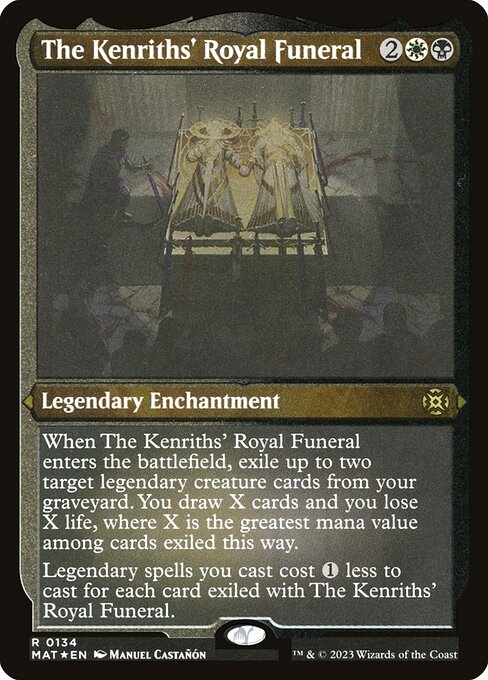 The Kenriths' Royal Funeral 2
Legendary Enchantment
When The Kenriths' Royal Funeral
enters the battlefield, exile up to two
target legendary creature cards from your
graveyard. You draw X cards and you lose
X life, where X is the greatest mana value
among cards exiled this way.
Legendary spells you cast cost 1 less to
cast for each card exiled with The Kenriths'
Royal Funeral.
R 0134
MAT★EN Manuel Castañón
™ & © 2023 Wizards of the Coast